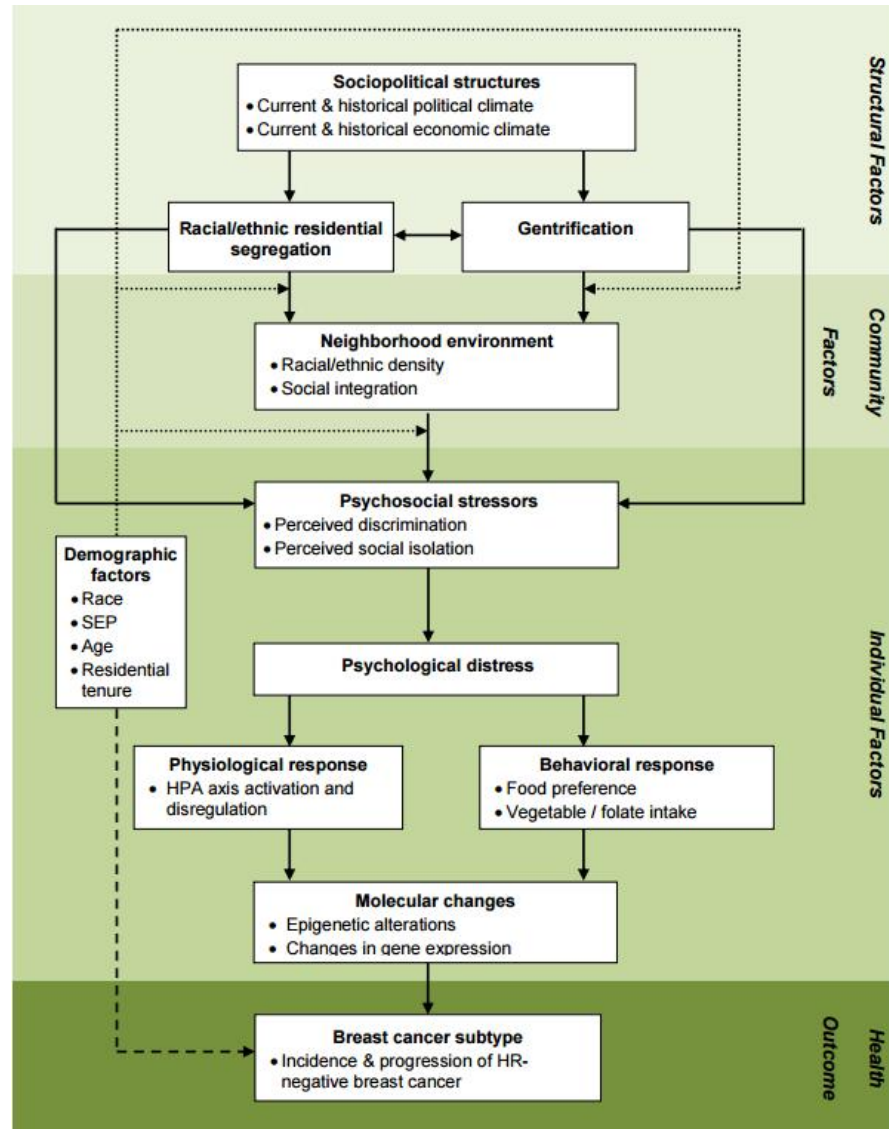 Sociopolitical structures
• Current & historical political climate
• Current & historical economic climate
Structural Factors
Racial/ethnic residential
segregation
Gentrification
Neighborhood environment
• Racial/ethnic density
• Social integration
Community
Factors
Psychosocial stressors
• Perceived discrimination
• Perceived social isolation
Demographic
factors
• Race
• SEP
• Age
• Residential
tenure
Psychological distress
Individual Factors
Physiological response
• HPA axis activation and
disregulation
Behavioral response
• Food preference
• Vegetable / folate intake
Molecular changes
• Epigenetic alterations
• Changes in gene expression
Breast cancer subtype
• Incidence & progression of HR-
negative breast cancer
Health
Outcome